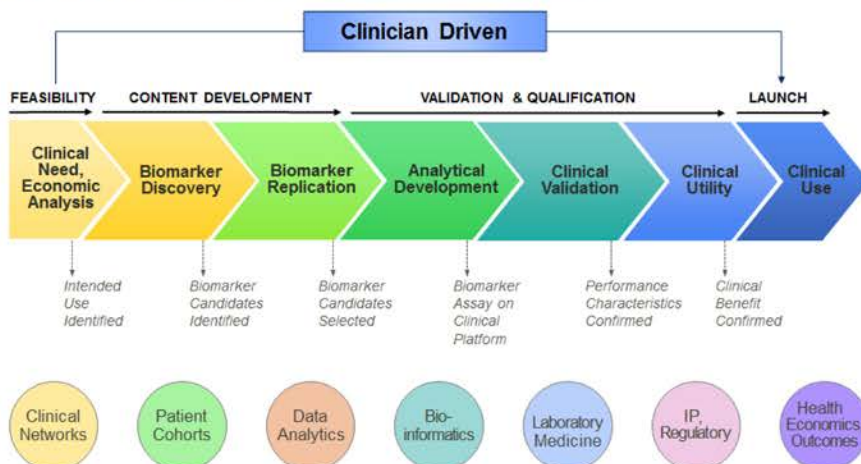 Clinician Driven
FEASIBILITY
CONTENT DEVELOPMENT
VALIDATION & QUALIFICATION
LAUNCH
Clinical
Need,
Economic
Analysis
Biomarker
Discovery
Biomarker
Replication
Analytical
Development
Clinical
Validation
Clinical
Utility
Clinical
Use
Intended
Use
Identified
Biomarker
Candidates
Identified
Biomarker
Candidates
Selected
Biomarker
Assay on
Clinical
Platform
Performance
Characteristics
Confirmed
Clinical
Benefit
Confirmed
Clinical
Networks
Patient
Cohorts
Data
Analytics
Bio-
informatics
Laboratory
Medicine
IP,
Regulatory
Health
Economics
Outcomes